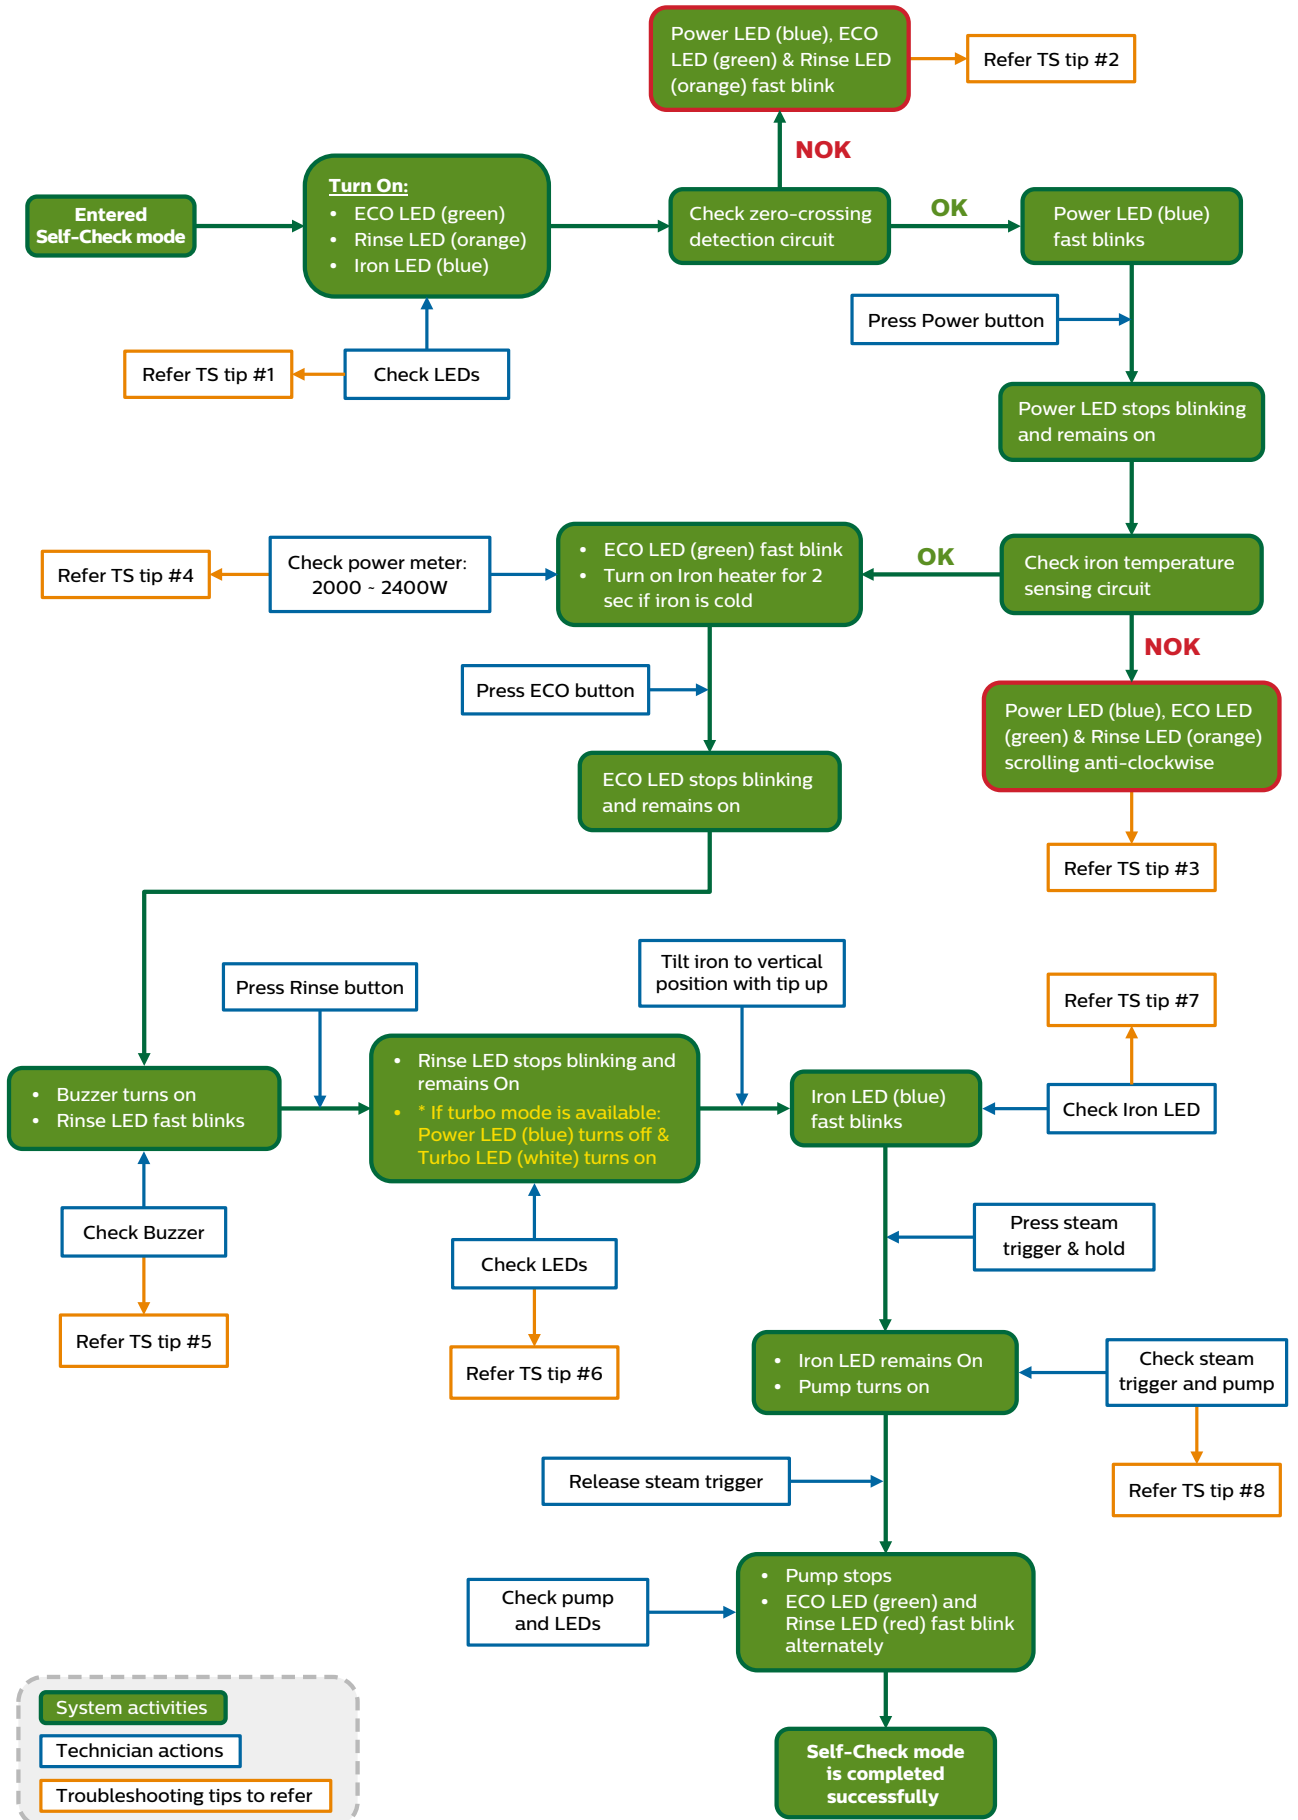 Power LED (blue), ECO
LED (green) & Rinse LED
(orange) fast blink
Refer TS tip #2
NOK
Entered
Self-Check mode
Turn On:
• ECO LED (green)
• Rinse LED (orange)
• Iron LED (blue)
Check zero-crossing
detection circuit
OK
Power LED (blue)
fast blinks
Press Power button
Refer TS tip #1
Check LEDs
Power LED stops blinking
and remains on
Refer TS tip #4
Check power meter:
2000 ~ 2400W
• ECO LED (green) fast blink
• Turn on Iron heater for 2
sec if iron is cold
OK
Check iron temperature
sensing circuit
NOK
Press ECO button
Power LED (blue), ECO LED
(green) & Rinse LED (orange)
scrolling anti-clockwise
ECO LED stops blinking
and remains on
Refer TS tip #3
Press Rinse button
Tilt iron to vertical
position with tip up
Refer TS tip #7
• Buzzer turns on
• Rinse LED fast blinks
• Rinse LED stops blinking and
remains On
• * If turbo mode is available:
Power LED (blue) turns off &
Turbo LED (white) turns on
Iron LED (blue)
fast blinks
Check Iron LED
Check Buzzer
Check LEDs
Press steam
trigger & hold
Refer TS tip #5
Refer TS tip #6
• Iron LED remains On
• Pump turns on
Check steam
trigger and pump
Release steam trigger
Refer TS tip #8
Check pump
and LEDs
• Pump stops
• ECO LED (green) and
Rinse LED (red) fast blink
alternately
System activities
Technician actions
Troubleshooting tips to refer
Self-Check mode
is completed
successfully